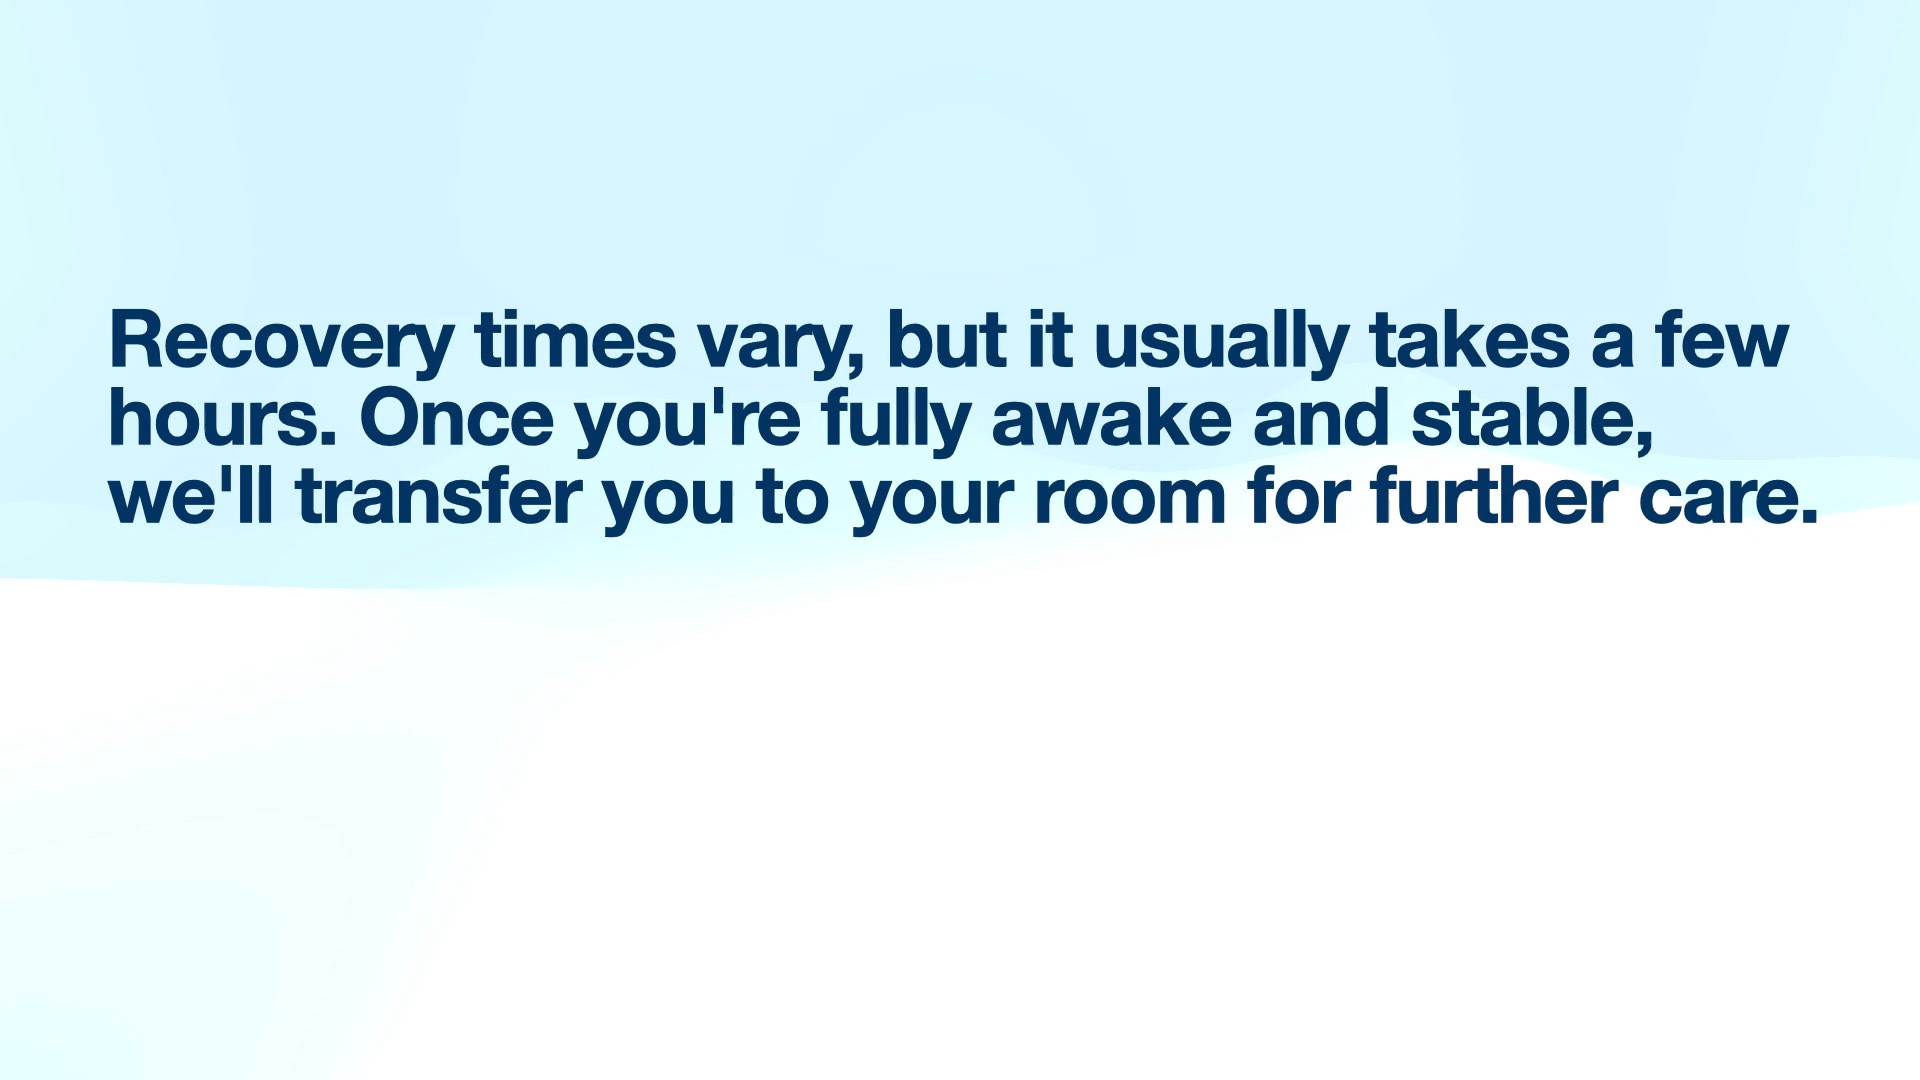 Recovery times vary, but it usually takes a few
hours. Once you're fully awake and stable,
we'll transfer you to your room for further care.